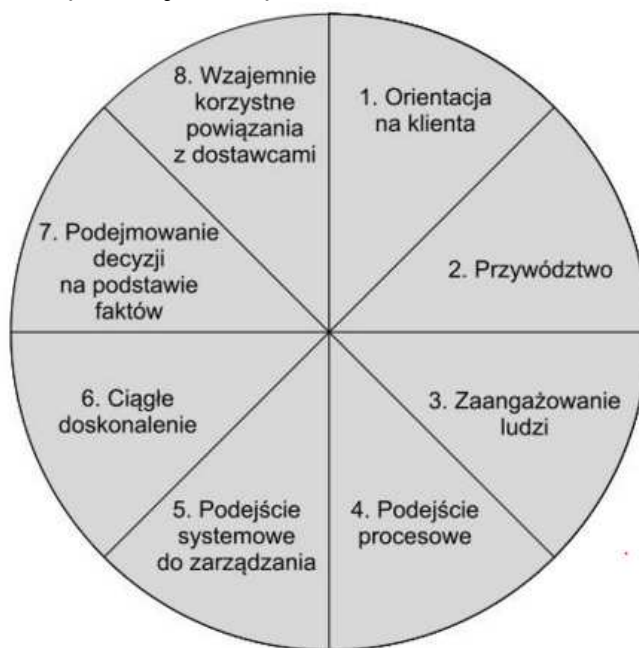 1. Orientacja
na klienta
2. Przywództwo
3. Zaangażowanie
ludzi
4. Podejście
procesowe
5. Podejście
systemowe
do zarządzania
6. Ciągłe
doskonalenie
7. Podejmowanie
decyzji
na podstawie
faktów
8. Wzajemnie
korzystne
powiązania
z dostawcami